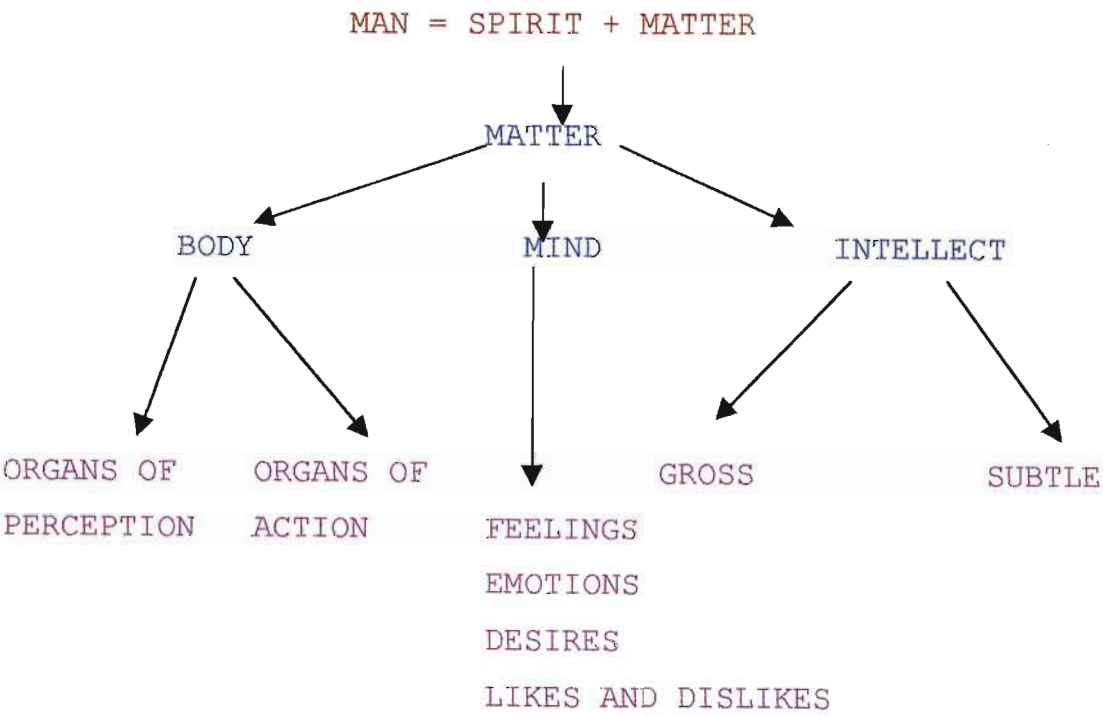 MAN = SPIRIT + MATTER
MATTER
BODY
MIND
INTELLECT
ORGANS OF
PERCEPTION
ORGANS OF
ACTION
FEELINGS
EMOTIONS
DESIRES
LIKES AND DISLIKES
GROSS
SUBTLE